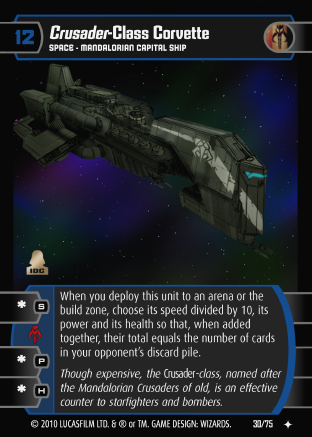 12
Crusader-Class Corvette
SPACE - MANDALORIAN CAPITAL SHIP
IDC
* S
* P
* H
When you deploy this unit to an arena or the
build zone, choose its speed divided by 10, its
power and its health so that, when added
together, their total equals the number of cards
in your opponent's discard pile.
Though expensive, the Crusader-class, named after
the Mandalorian Crusaders of old, is an effective
counter to starfighters and bombers.
© 2010 LUCASFILM LTD. & ® or TM. GAME DESIGN: WIZARDS.
30/75